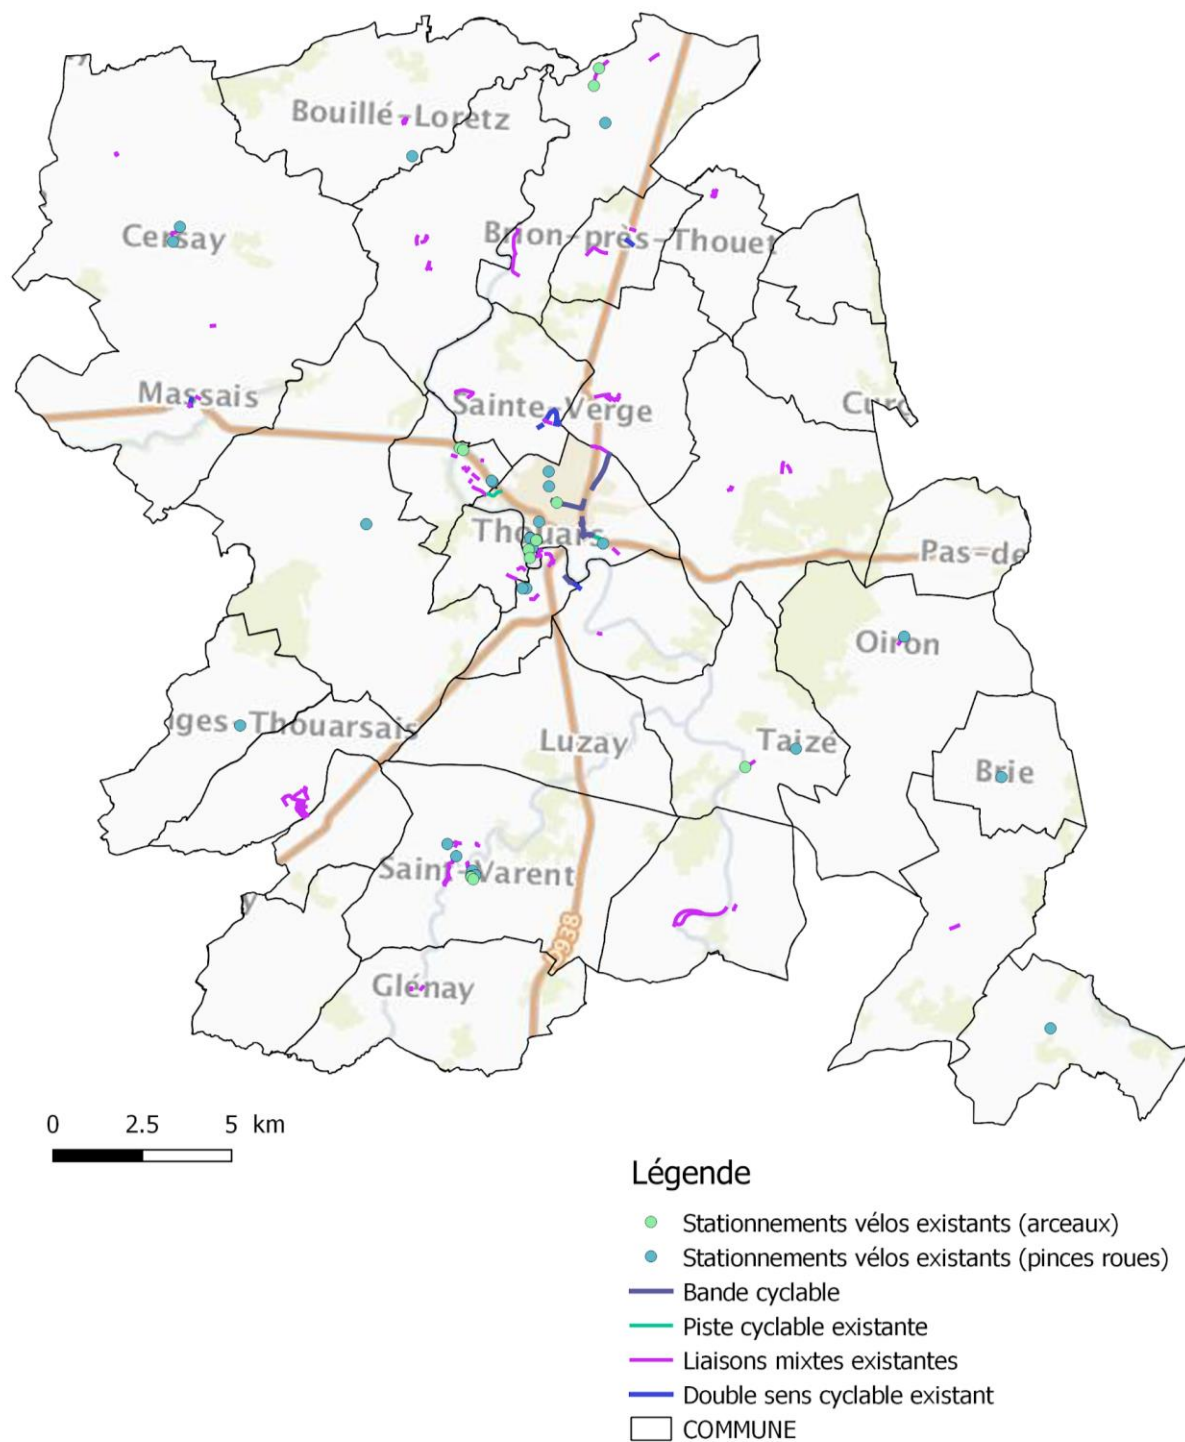 Bouillé-Loretz
Cersay
Brion-près-Thouet
Massais
Sainte-Verge
Thouars
Pas=de
Oiron
iges-Thouarsais
Luzay
Taizé
Brie
Saint-Varent
y
D938
Glénay
0 2.5 5 km
Légende
Stationnements vélos existants (arceaux)
Stationnements vélos existants (pinces roues)
Bande cyclable
Piste cyclable existante
Liaisons mixtes existantes
Double sens cyclable existant
COMMUNE